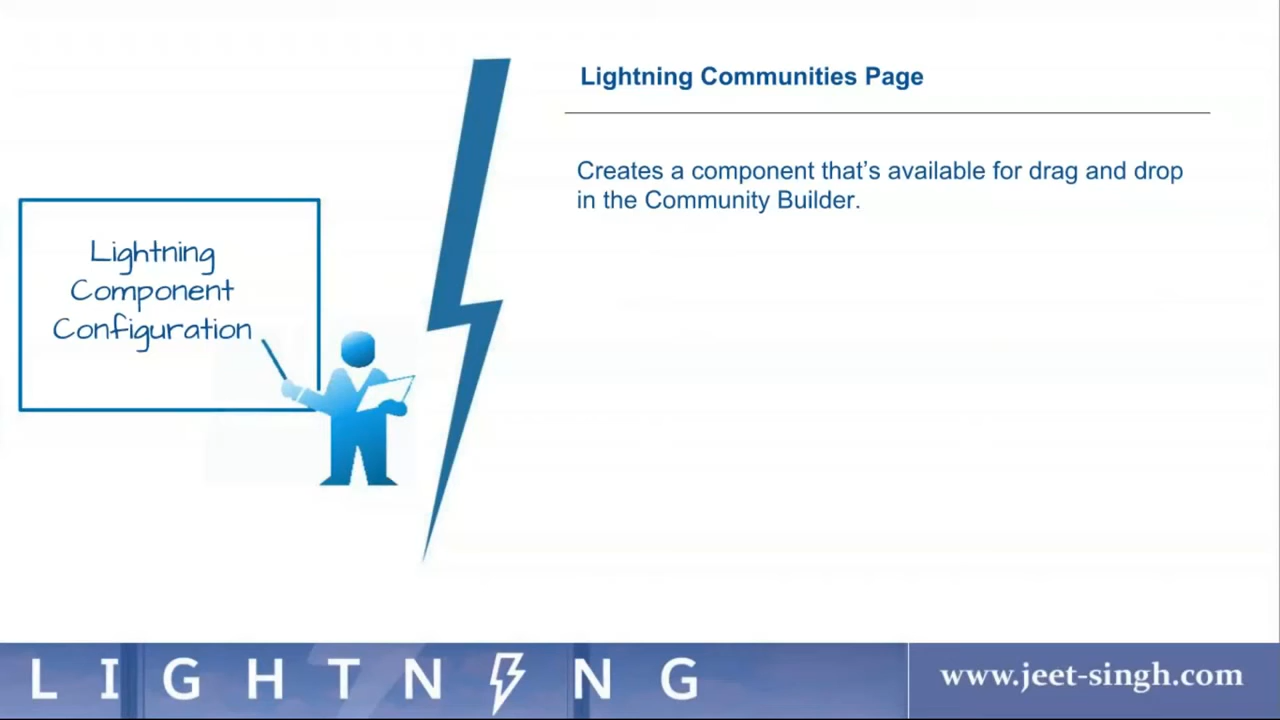 Lightning Communities Page
Creates a component that’s available for drag and drop
in the Community Builder.
Lightning
Component
Configuration
LIGHTNING
www.jeet-singh.com